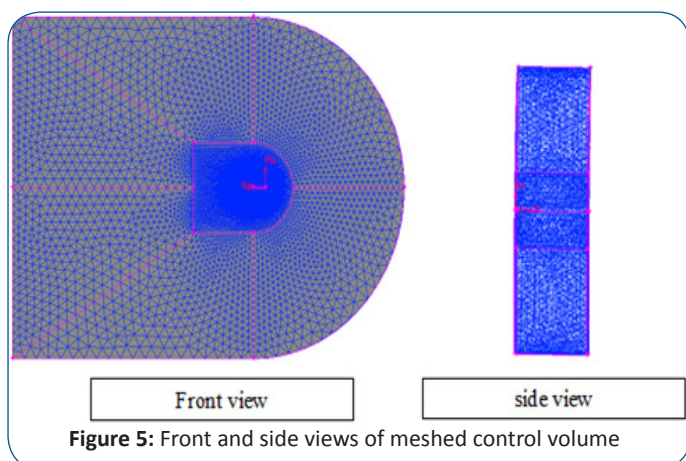 Front view
side view
Figure 5: Front and side views of meshed control volume